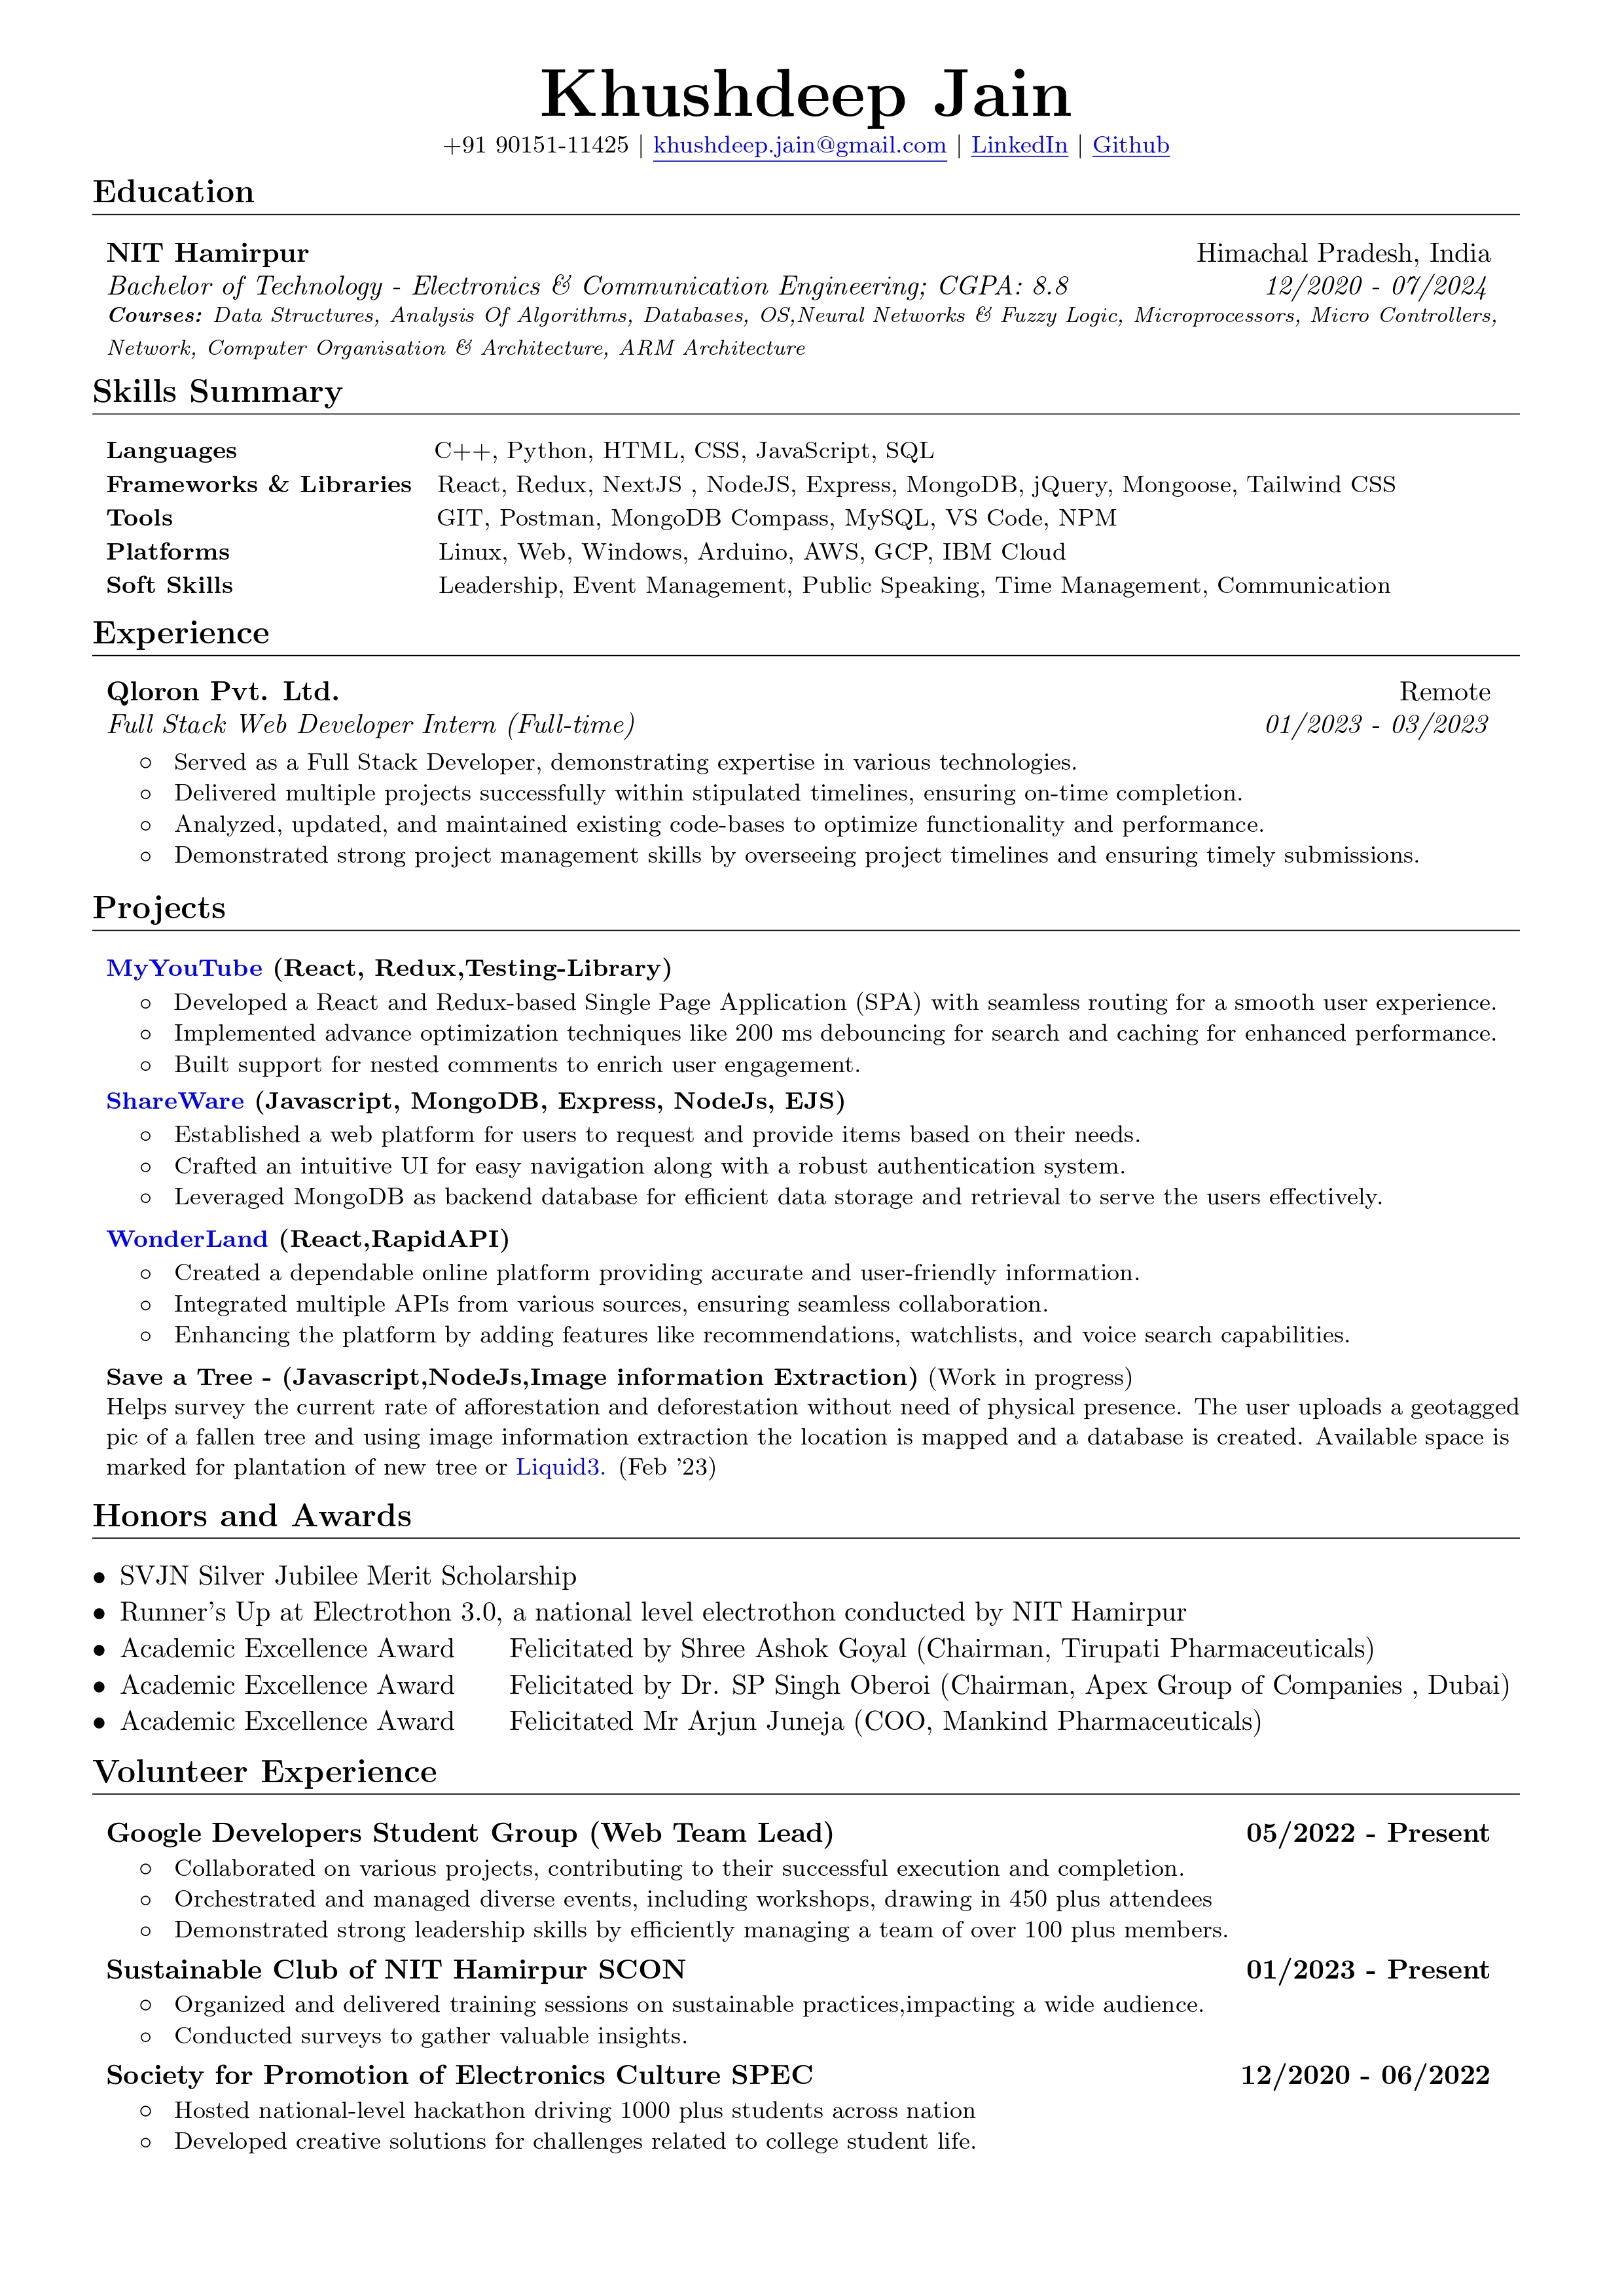 Khushdeep Jain
+91 90151-11425 | khushdeep.jain@gmail.com | LinkedIn | Github
Education
NIT Hamirpur Himachal Pradesh, India
Bachelor of Technology - Electronics & Communication Engineering; CGPA: 8.8 12/2020 - 07/2024
Courses: Data Structures, Analysis Of Algorithms, Databases, OS,Neural Networks & Fuzzy Logic, Microprocessors, Micro Controllers,
Network, Computer Organisation & Architecture, ARM Architecture
Skills Summary
Languages C++, Python, HTML, CSS, JavaScript, SQL
Frameworks & Libraries React, Redux, NextJS , NodeJS, Express, MongoDB, jQuery, Mongoose, Tailwind CSS
Tools GIT, Postman, MongoDB Compass, MySQL, VS Code, NPM
Platforms Linux, Web, Windows, Arduino, AWS, GCP, IBM Cloud
Soft Skills Leadership, Event Management, Public Speaking, Time Management, Communication
Experience
Qloron Pvt. Ltd. Remote
Full Stack Web Developer Intern (Full-time) 01/2023 - 03/2023
○ Served as a Full Stack Developer, demonstrating expertise in various technologies.
○ Delivered multiple projects successfully within stipulated timelines, ensuring on-time completion.
○ Analyzed, updated, and maintained existing code-bases to optimize functionality and performance.
○ Demonstrated strong project management skills by overseeing project timelines and ensuring timely submissions.
Projects
MyYouTube (React, Redux,Testing-Library)
○ Developed a React and Redux-based Single Page Application (SPA) with seamless routing for a smooth user experience.
○ Implemented advance optimization techniques like 200 ms debouncing for search and caching for enhanced performance.
○ Built support for nested comments to enrich user engagement.
ShareWare (Javascript, MongoDB, Express, NodeJs, EJS)
○ Established a web platform for users to request and provide items based on their needs.
○ Crafted an intuitive UI for easy navigation along with a robust authentication system.
○ Leveraged MongoDB as backend database for efficient data storage and retrieval to serve the users effectively.
WonderLand (React,RapidAPI)
○ Created a dependable online platform providing accurate and user-friendly information.
○ Integrated multiple APIs from various sources, ensuring seamless collaboration.
○ Enhancing the platform by adding features like recommendations, watchlists, and voice search capabilities.
Save a Tree - (Javascript,NodeJs,Image information Extraction) (Work in progress)
Helps survey the current rate of afforestation and deforestation without need of physical presence. The user uploads a geotagged
pic of a fallen tree and using image information extraction the location is mapped and a database is created. Available space is
marked for plantation of new tree or Liquid3. (Feb '23)
Honors and Awards
• SVJN Silver Jubilee Merit Scholarship
• Runner's Up at Electrothon 3.0, a national level electrothon conducted by NIT Hamirpur
• Academic Excellence Award Felicitated by Shree Ashok Goyal (Chairman, Tirupati Pharmaceuticals)
• Academic Excellence Award Felicitated by Dr. SP Singh Oberoi (Chairman, Apex Group of Companies , Dubai)
• Academic Excellence Award Felicitated Mr Arjun Juneja (COO, Mankind Pharmaceuticals)
Volunteer Experience
Google Developers Student Group (Web Team Lead) 05/2022 - Present
○ Collaborated on various projects, contributing to their successful execution and completion.
○ Orchestrated and managed diverse events, including workshops, drawing in 450 plus attendees
○ Demonstrated strong leadership skills by efficiently managing a team of over 100 plus members.
Sustainable Club of NIT Hamirpur SCON 01/2023 - Present
○ Organized and delivered training sessions on sustainable practices,impacting a wide audience.
○ Conducted surveys to gather valuable insights.
Society for Promotion of Electronics Culture SPEC 12/2020 - 06/2022
○ Hosted national-level hackathon driving 1000 plus students across nation
○ Developed creative solutions for challenges related to college student life.